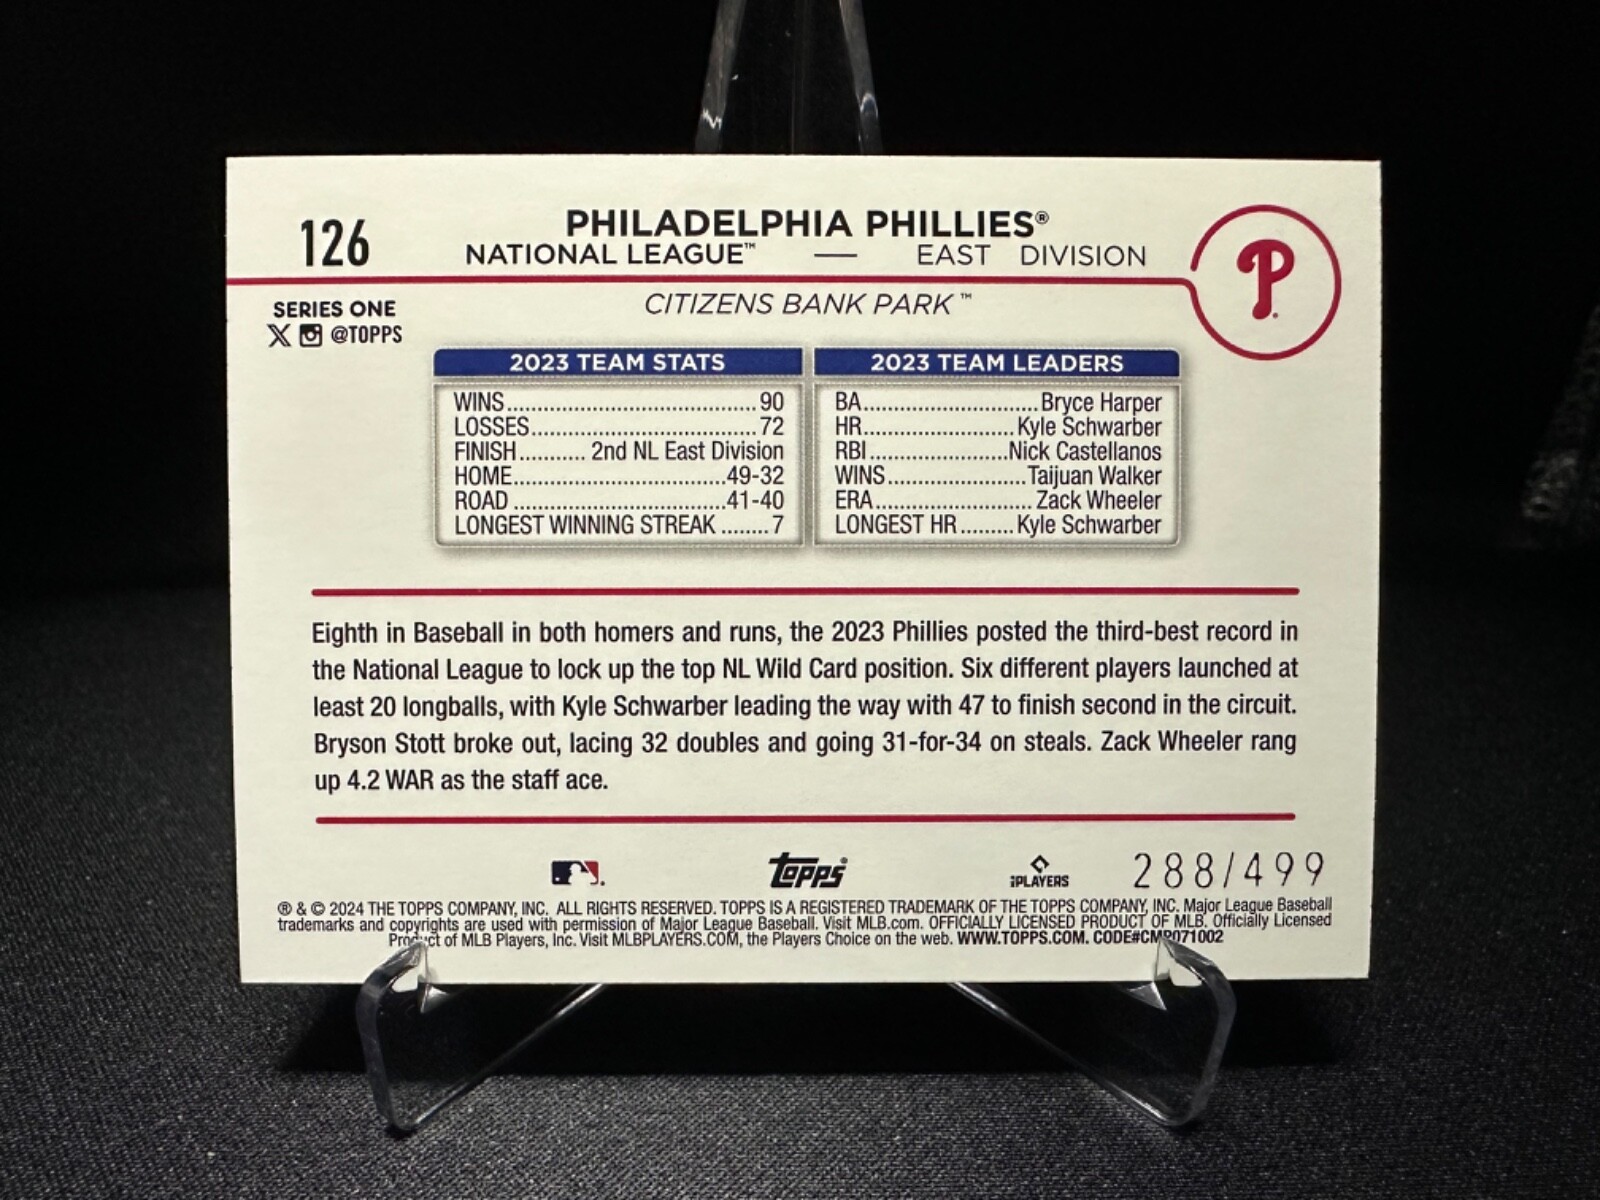 126
PHILADELPHIA PHILLIES®
NATIONAL LEAGUE™ — EAST DIVISION
P
SERIES ONE
@TOPPS
CITIZENS BANK PARK™
2023 TEAM STATS
WINS..........90
LOSSES..........72
FINISH.......... 2nd NL East Division
HOME..........49-32
ROAD ..........41-40
LONGEST WINNING STREAK ........7
2023 TEAM LEADERS
BA..........Bryce Harper
HR..........Kyle Schwarber
RBI..........Nick Castellanos
WINS..........Taijuan Walker
ERA.......... Zack Wheeler
LONGEST HR.........Kyle Schwarber
Eighth in Baseball in both homers and runs, the 2023 Phillies posted the third-best record in
the National League to lock up the top NL Wild Card position. Six different players launched at
least 20 longballs, with Kyle Schwarber leading the way with 47 to finish second in the circuit.
Bryson Stott broke out, lacing 32 doubles and going 31-for-34 on steals. Zack Wheeler rang
up 4.2 WAR as the staff ace.
Topps®
PLAYERS
288/499
® & © 2024 THE TOPPS COMPANY, INC. ALL RIGHTS RESERVED. TOPPS IS A REGISTERED TRADEMARK OF THE TOPPS COMPANY, INC. Major League Baseball
trademarks and copyrights are used with permission of Major League Baseball. Visit MLB.com. OFFICIALLY LICENSED PRODUCT OF MLB. Officially Licensed
Product of MLB Players, Inc. Visit MLBPLAYERS.COM, the Players Choice on the web. WWW.TOPPS.COM. CODE#CMP071002